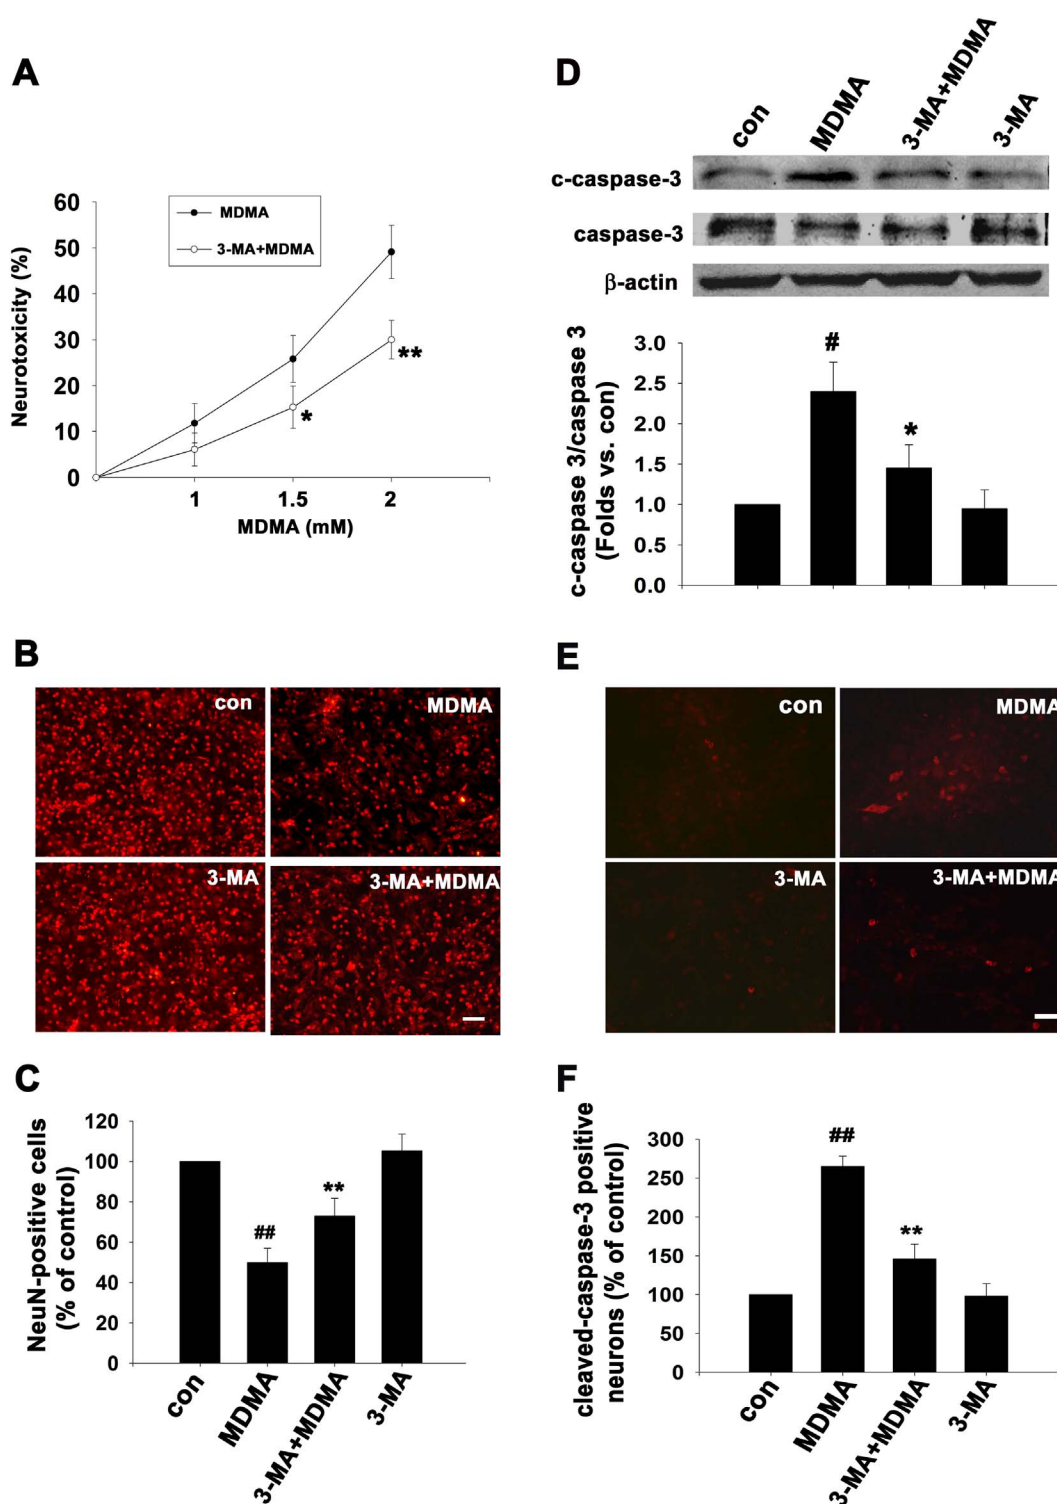 A
60
50
40
30
20
10
0
Neurotoxicity (%)
MDMA
3-MA+MDMA
*
**
1
1.5
2
MDMA (mM)
B
con
MDMA
3-MA
3-MA+MDMA
C
120
100
80
60
40
20
0
NeuN-positive cells
(% of control)
##
**
con
MDMA
3-MA+MDMA
3-MA
D
con
MDMA
3-MA+MDMA
3-MA
c-caspase-3
caspase-3
β-actin
3.0
2.5
2.0
1.5
1.0
0.5
0.0
c-caspase 3/caspase 3
(Folds vs. con)
#
*
E
con
MDMA
3-MA
3-MA+MDMA
F
300
250
200
150
100
50
0
cleaved-caspase-3 positive
neurons (% of control)
##
**
con
MDMA
3-MA+MDMA
3-MA